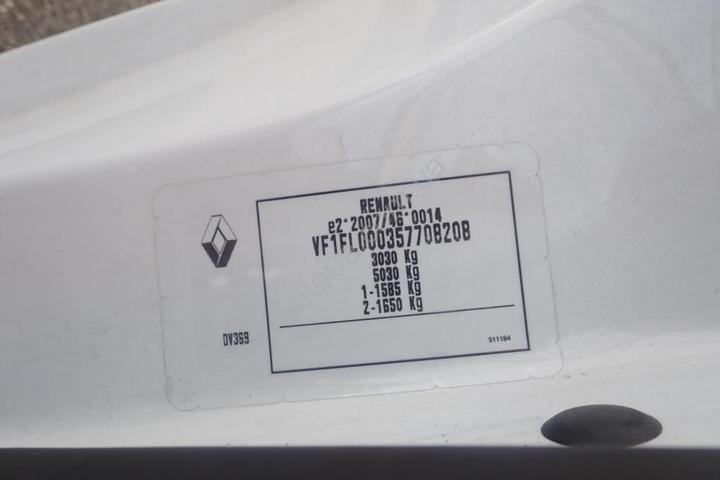 RENAULT
e2*2007/46*0014
VF1FL000357708208
3030 Kg
5030 Kg
1-1585 Kg
2-1650 Kg
DV369
511184